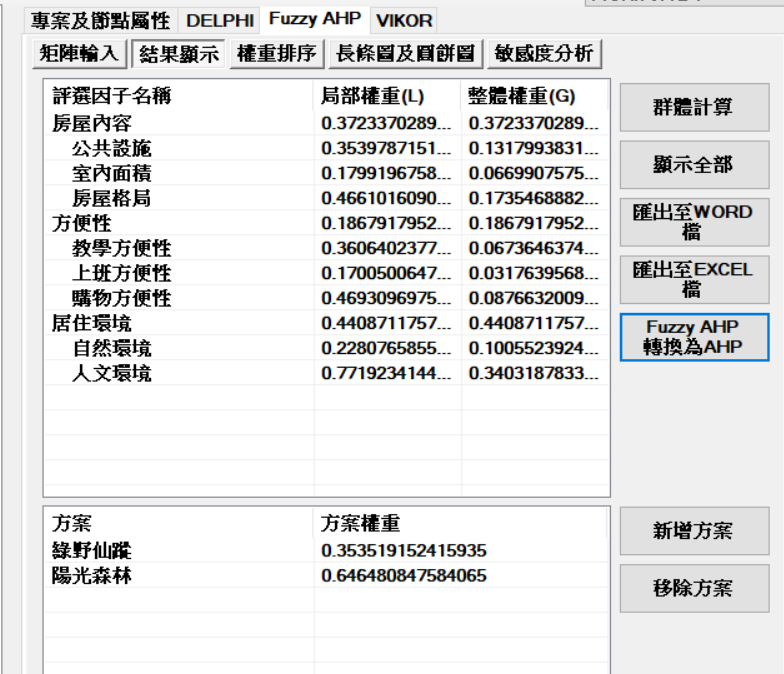 專案及節點屬性 DELPHI Fuzzy AHP VIKOR
矩陣輸入 結果顯示 權重排序 長條圖及圓餅圖 敏感度分析
評選因子名稱 局部權重(L) 整體權重(G)
房屋內容 0.3723370289... 0.3723370289...
公共設施 0.3539787151... 0.1317993831...
室內面積 0.1799196758... 0.0669907575...
房屋格局 0.4661016090... 0.1735468882...
方便性 0.1867917952... 0.1867917952...
教學方便性 0.3606402377... 0.0673646374...
上班方便性 0.1700500647... 0.0317639568...
購物方便性 0.4693096975... 0.0876632009...
居住環境 0.4408711757... 0.4408711757...
自然環境 0.2280765855... 0.1005523924...
人文環境 0.7719234144... 0.3403187833...
群體計算
顯示全部
匯出至WORD
檔
匯出至EXCEL
檔
Fuzzy AHP
轉換為AHP
方案 方案權重
綠野仙蹤 0.353519152415935
陽光森林 0.646480847584065
新增方案
移除方案